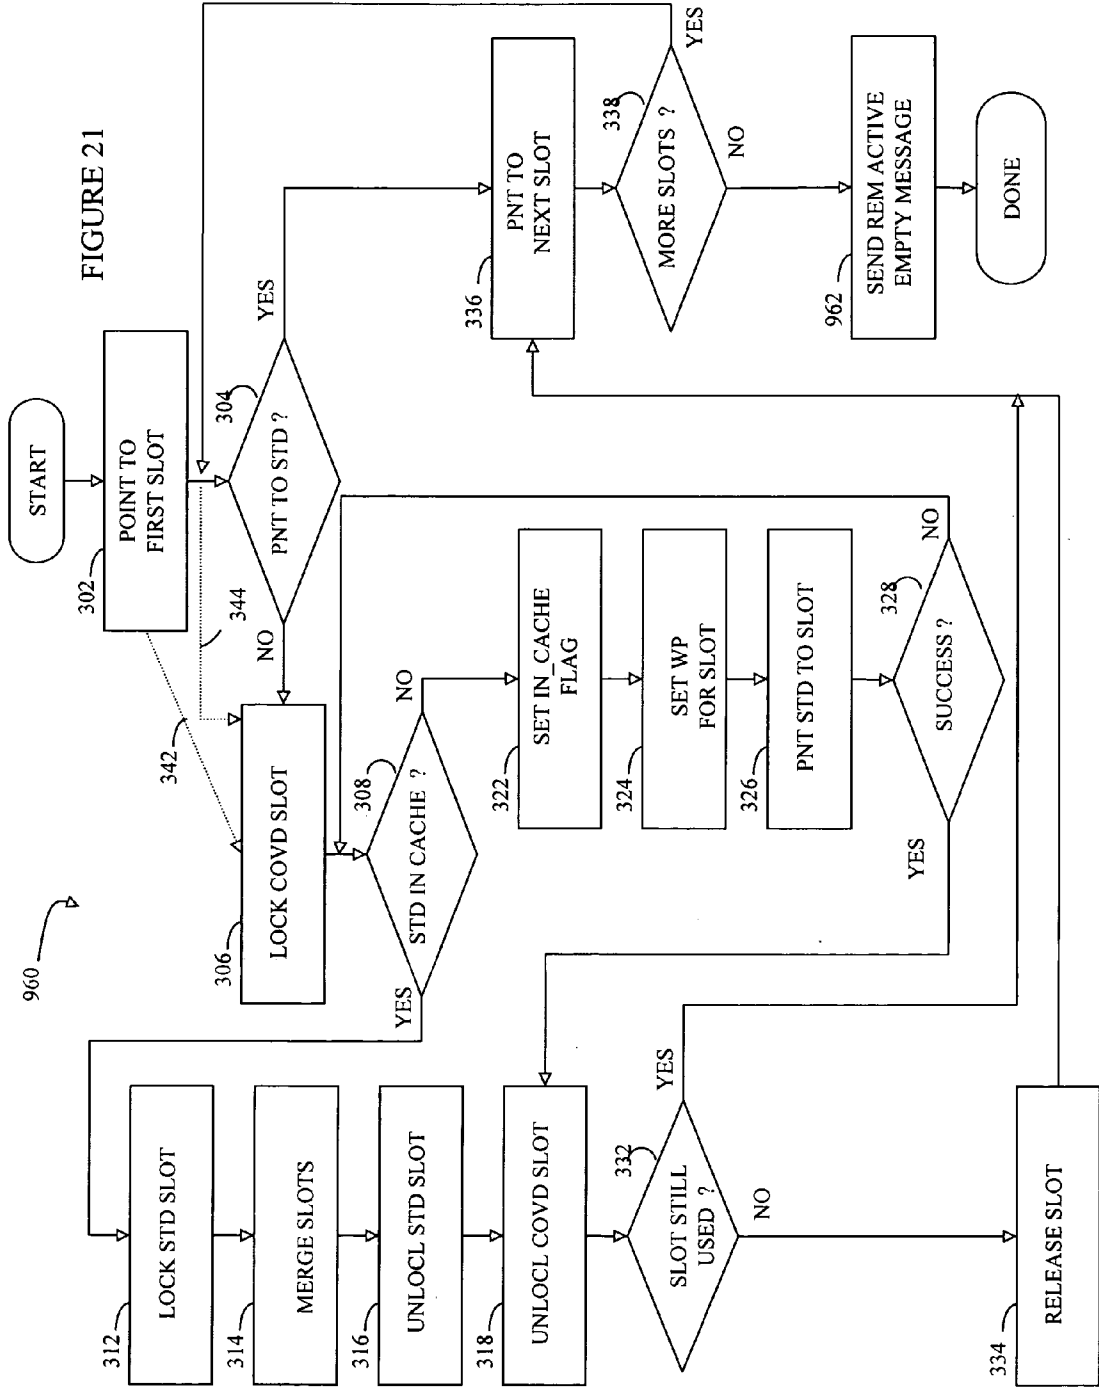 FIGURE 21
960
START
302
POINT TO
FIRST SLOT
344
342
304
PNT TO STD ?
YES
NO
306
LOCK COVD SLOT
308
STD IN CACHE ?
YES
NO
312
LOCK STD SLOT
314
MERGE SLOTS
316
UNLOCL STD SLOT
318
UNLOCL COVD SLOT
322
SET IN_CACHE
FLAG
324
SET WP
FOR SLOT
326
PNT STD TO SLOT
328
SUCCESS ?
YES
NO
332
SLOT STILL
USED ?
YES
NO
334
RELEASE SLOT
336
PNT TO
NEXT SLOT
338
MORE SLOTS ?
YES
NO
962
SEND REM ACTIVE
EMPTY MESSAGE
DONE